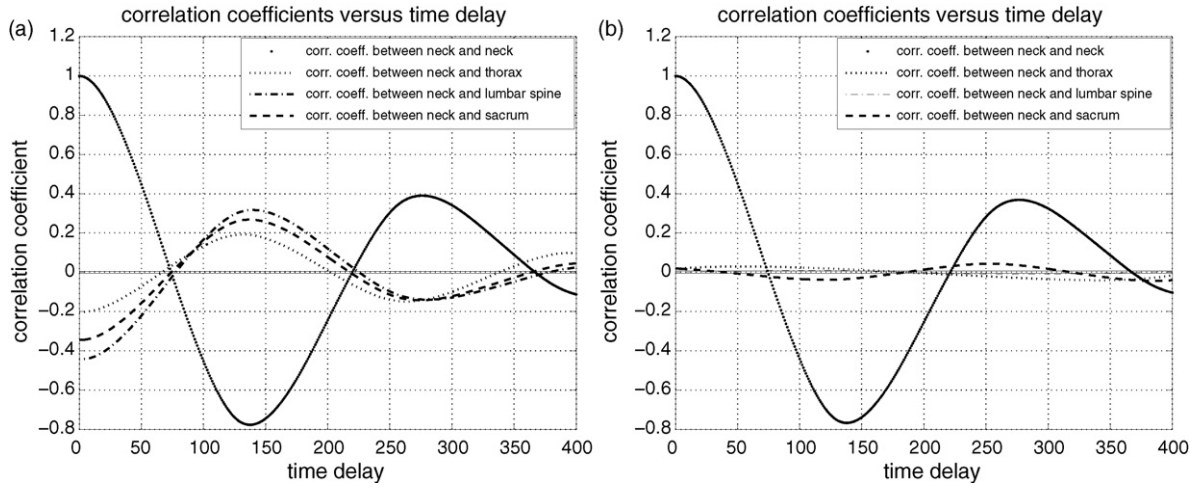 correlation coefficients versus time delay
(a)
1.2
1
0.8
0.6
0.4
0.2
0
−0.2
−0.4
−0.6
−0.8
correlation coefficient
corr. coeff. between neck and neck
corr. coeff. between neck and thorax
corr. coeff. between neck and lumbar spine
corr. coeff. between neck and sacrum
0 50 100 150 200 250 300 350 400
time delay
correlation coefficients versus time delay
(b)
1.2
1
0.8
0.6
0.4
0.2
0
−0.2
−0.4
−0.6
−0.8
correlation coefficient
corr. coeff. between neck and neck
corr. coeff. between neck and thorax
corr. coeff. between neck and lumbar spine
corr. coeff. between neck and sacrum
0 50 100 150 200 250 300 350 400
time delay